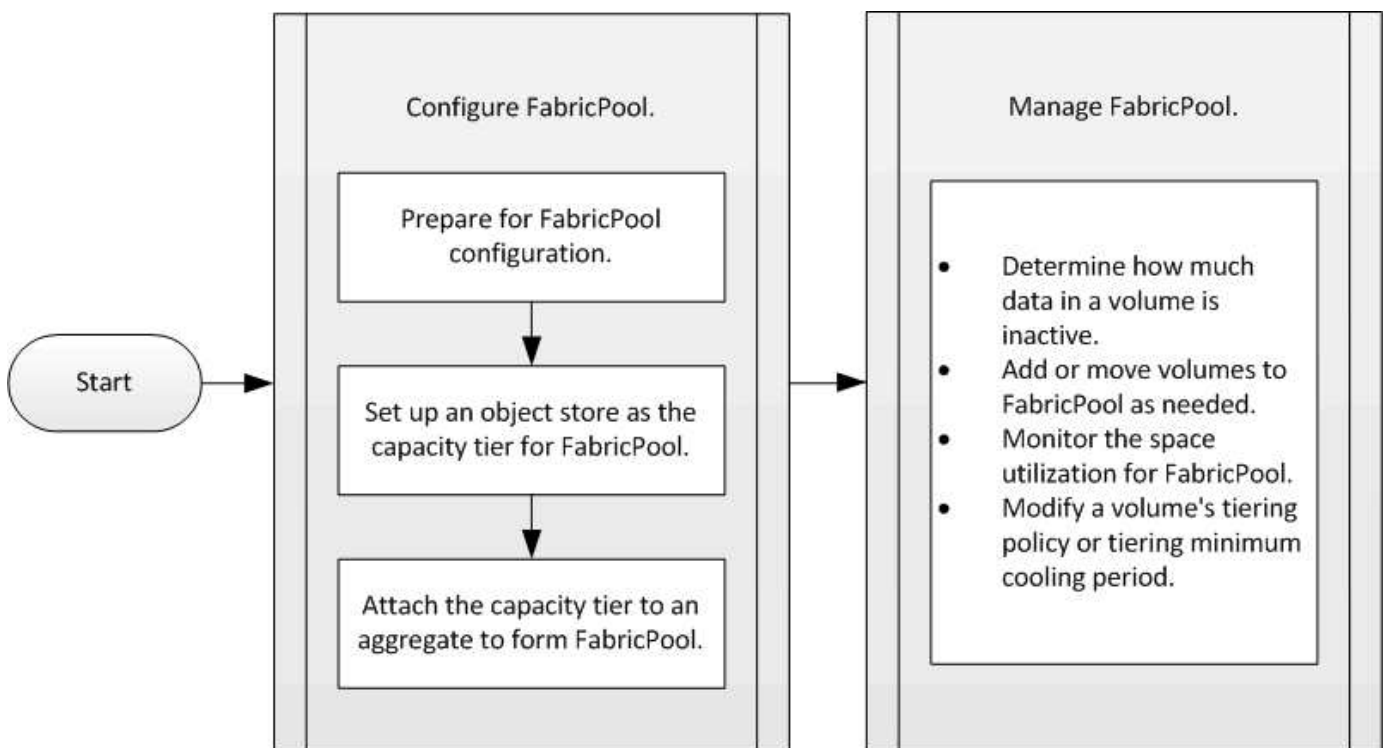 Start
Configure FabricPool.
Prepare for FabricPool
configuration.
Set up an object store as the
capacity tier for FabricPool.
Attach the capacity tier to an
aggregate to form FabricPool.
Manage FabricPool.
• Determine how much
data in a volume is
inactive.
• Add or move volumes to
FabricPool as needed.
• Monitor the space
utilization for FabricPool.
• Modify a volume's tiering
policy or tiering minimum
cooling period.